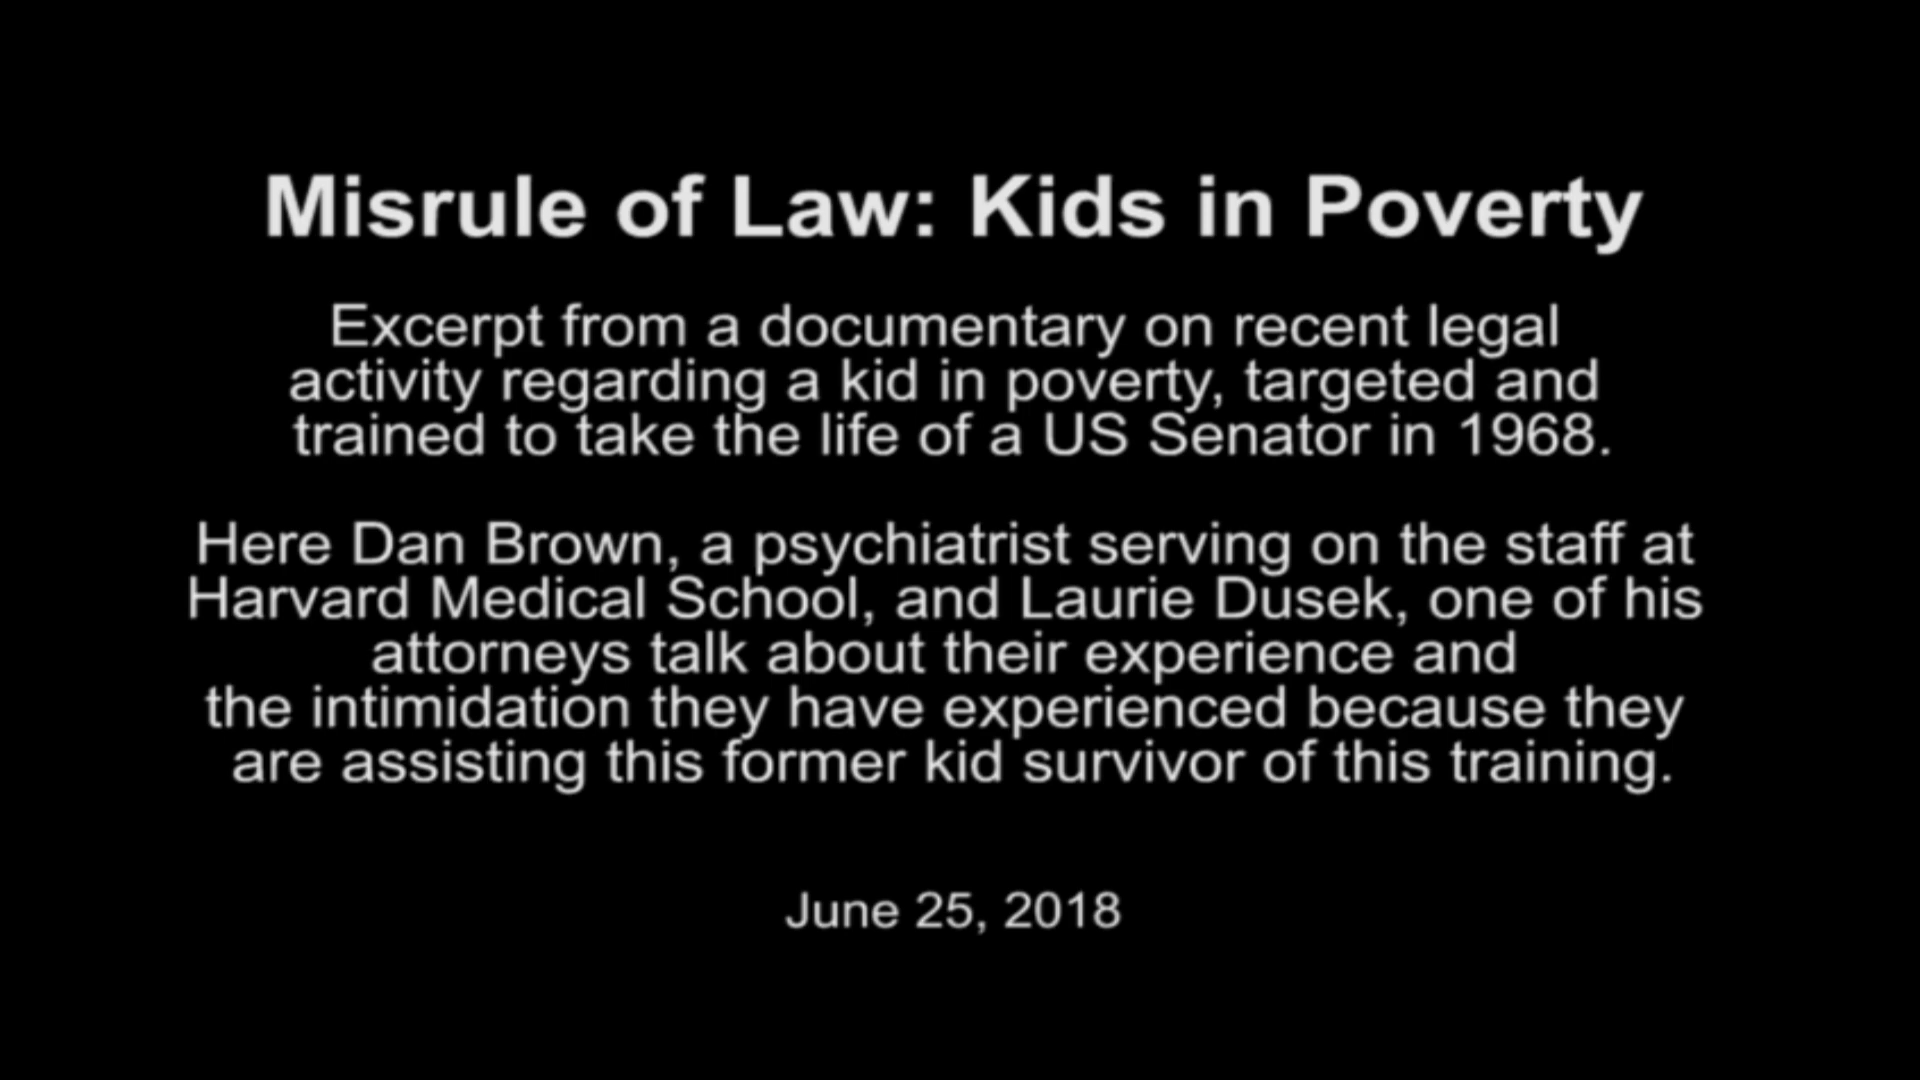 Misrule of Law: Kids in Poverty
Excerpt from a documentary on recent legal
activity regarding a kid in poverty, targeted and
trained to take the life of a US Senator in 1968.
Here Dan Brown, a psychiatrist serving on the staff at
Harvard Medical School, and Laurie Dusek, one of his
attorneys talk about their experience and
the intimidation they have experienced because they
are assisting this former kid survivor of this training.
June 25, 2018